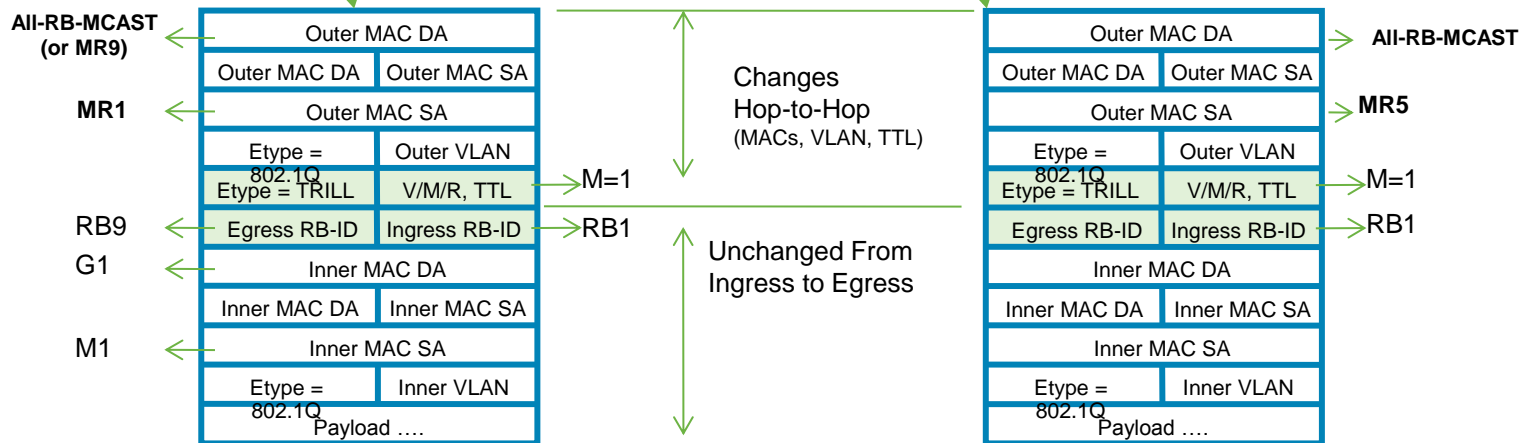 All-RB-MCAST
(or MR9)
MR1
RB9
G1
M1
Outer MAC DA
Outer MAC DA
Outer MAC SA
Outer MAC SA
Etype =
802.1Q
Outer VLAN
Etype = TRILL
V/M/R, TTL
Egress RB-ID
Ingress RB-ID
Inner MAC DA
Inner MAC DA
Inner MAC SA
Inner MAC SA
Etype =
802.1Q
Inner VLAN
Payload ….
M=1
RB1
Changes
Hop-to-Hop
(MACs, VLAN, TTL)
Unchanged From
Ingress to Egress
Outer MAC DA
Outer MAC DA
Outer MAC SA
Outer MAC SA
Etype =
802.1Q
Outer VLAN
Etype = TRILL
V/M/R, TTL
Egress RB-ID
Ingress RB-ID
Inner MAC DA
Inner MAC DA
Inner MAC SA
Inner MAC SA
Etype =
802.1Q
Inner VLAN
Payload ….
All-RB-MCAST
MR5
M=1
RB1